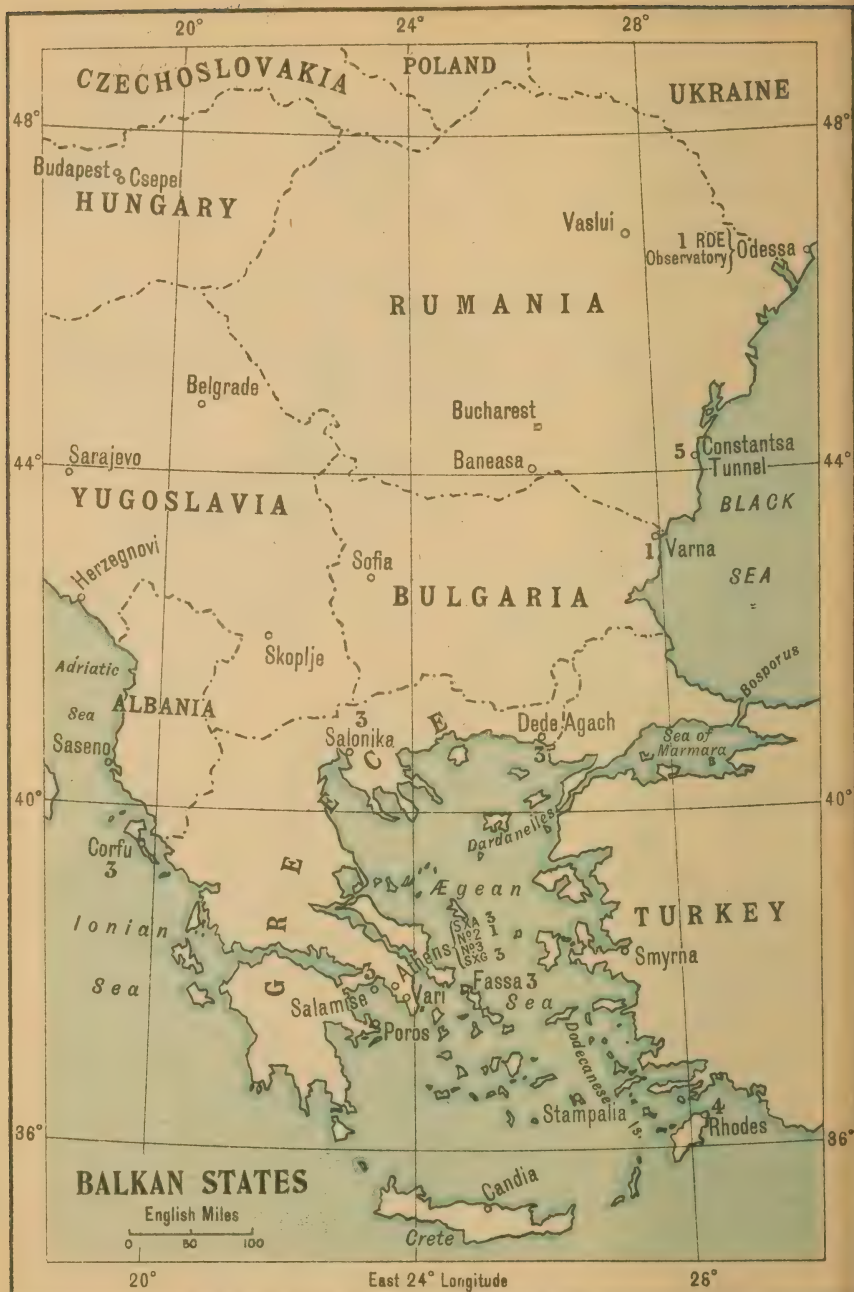 20° 24° 28°
CZECHOSLOVAKIA
POLAND
UKRAINE
48° 48°
Budapest
Csepel
HUNGARY
Vaslui
1 RDE
Observatory
Odessa
RUMANIA
Belgrade
Bucharest
5 Constantsa
Tunnel
Baneasa
44° 44°
Sarajevo
YUGOSLAVIA
BLACK
SEA
1 Varna
Herzegnovi
Sofia
BULGARIA
Skoplje
Adriatic
Sea
ALBANIA
Bosporus
3
Salonika
Dede Agach
3
Sea of
Marmara
Saseno
40° 40°
Dardanelles
Corfu
3
GREECE
Ægean
Sea
TURKEY
Ionian
Sea
SXA 3
Nº2 1
Nº3
SXG 3
Athens
Smyrna
Fassa 3
3
Salamise
Vari
Poros
Dodecanese Is.
Stampalia
4
Rhodes
36° 36°
BALKAN STATES
English Miles
0 50 100
Candia
Crete
20° East 24° Longitude 28°